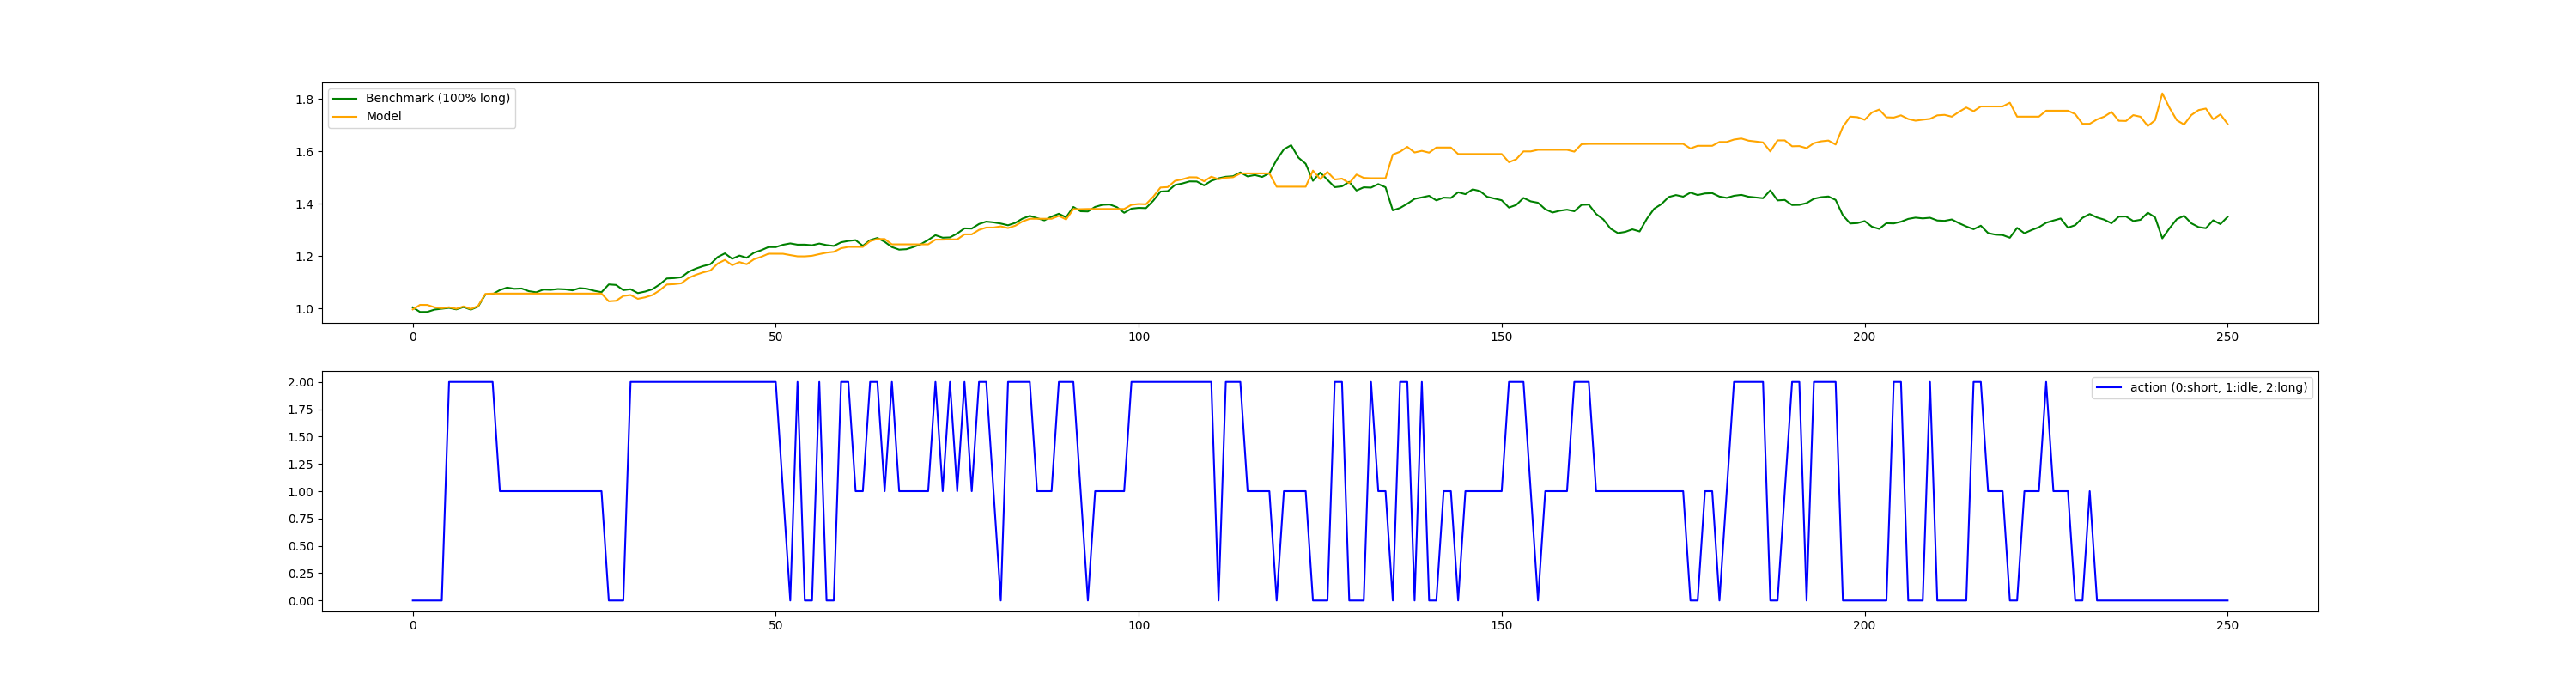 1.8
1.6
1.4
1.2
1.0
Benchmark (100% long)
Model
0 50 100 150 200 250
2.00
1.75
1.50
1.25
1.00
0.75
0.50
0.25
0.00
action (0:short, 1:idle, 2:long)
0 50 100 150 200 250